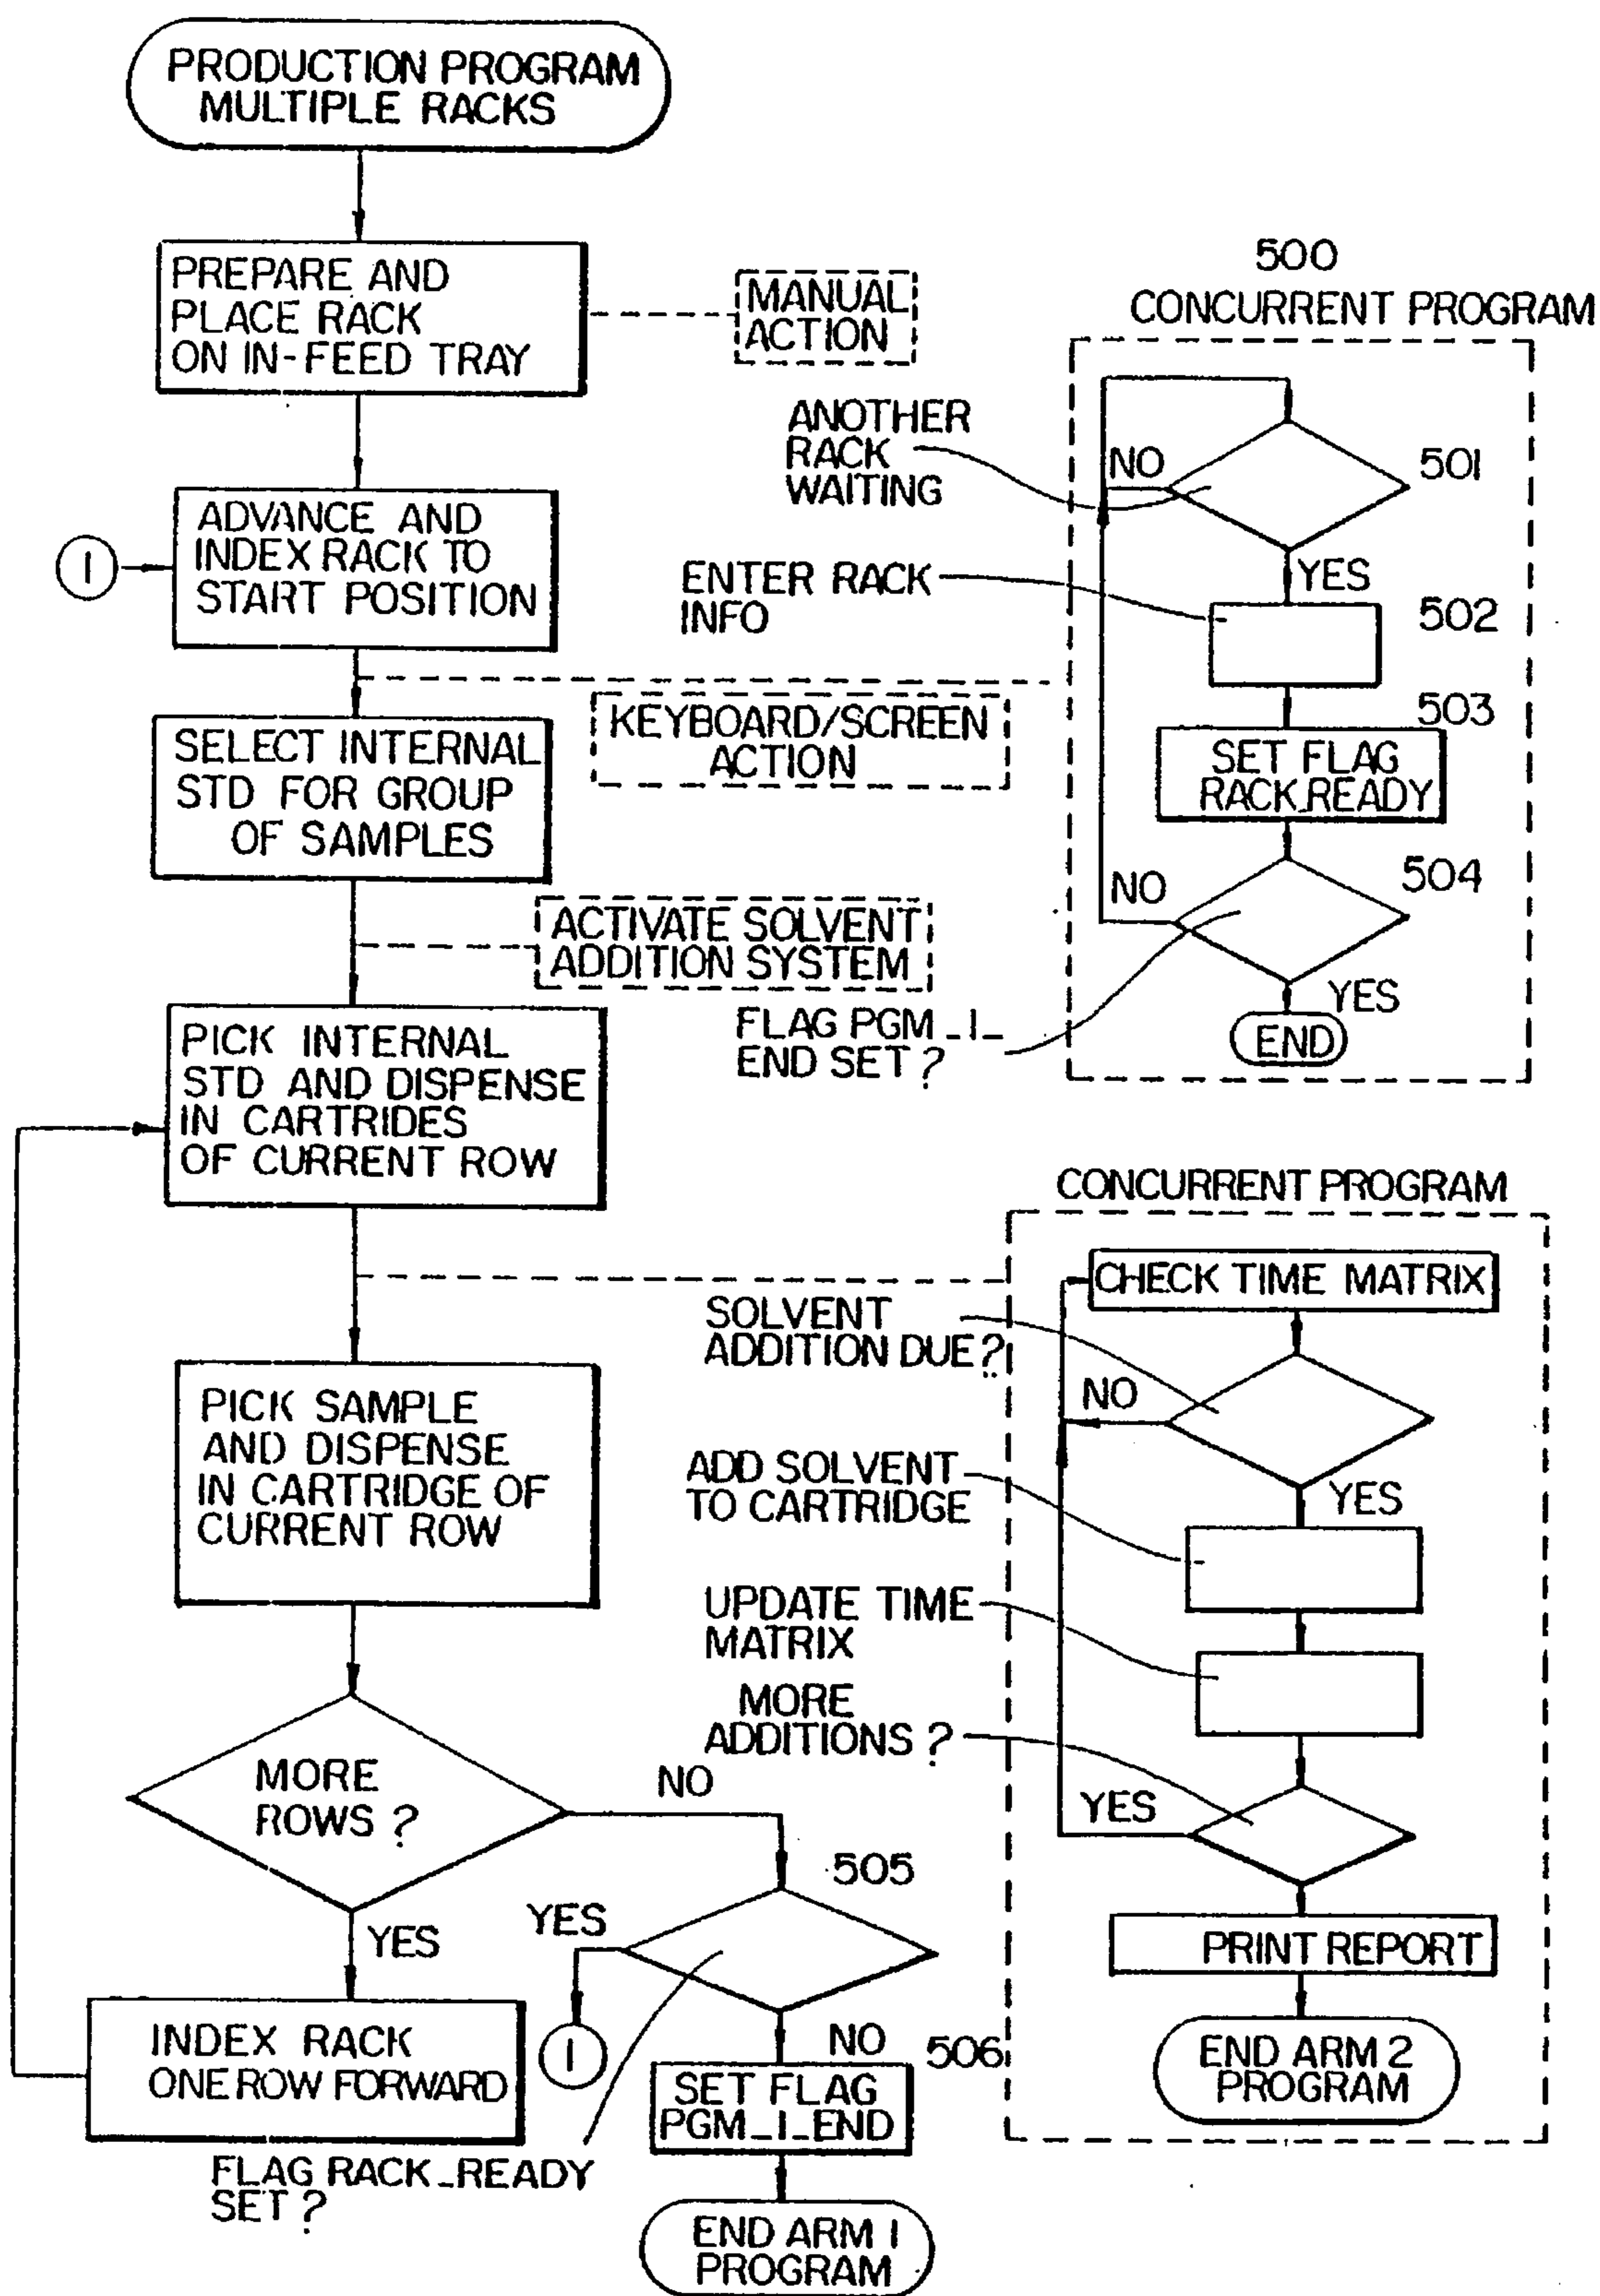 PRODUCTION PROGRAM
MULTIPLE RACKS
PREPARE AND
PLACE RACK
ON IN-FEED TRAY
MANUAL
ACTION
1
ADVANCE AND
INDEX RACK TO
START POSITION
KEYBOARD/SCREEN
ACTION
SELECT INTERNAL
STD FOR GROUP
OF SAMPLES
ACTIVATE SOLVENT
ADDITION SYSTEM
PICK INTERNAL
STD AND DISPENSE
IN CARTRIDES
OF CURRENT ROW
PICK SAMPLE
AND DISPENSE
IN CARTRIDGE OF
CURRENT ROW
MORE
ROWS ?
NO
YES
INDEX RACK
ONE ROW FORWARD
505
YES
1
NO
FLAG RACK_READY
SET ?
506
SET FLAG
PGM_1_END
END ARM 1
PROGRAM
500
CONCURRENT PROGRAM
ANOTHER
RACK
WAITING
NO
501
YES
ENTER RACK
INFO
502
503
SET FLAG
RACK_READY
504
NO
YES
FLAG PGM_1_
END SET ?
END
CONCURRENT PROGRAM
CHECK TIME MATRIX
SOLVENT
ADDITION DUE?
NO
YES
ADD SOLVENT
TO CARTRIDGE
UPDATE TIME
MATRIX
MORE
ADDITIONS ?
YES
PRINT REPORT
END ARM 2
PROGRAM